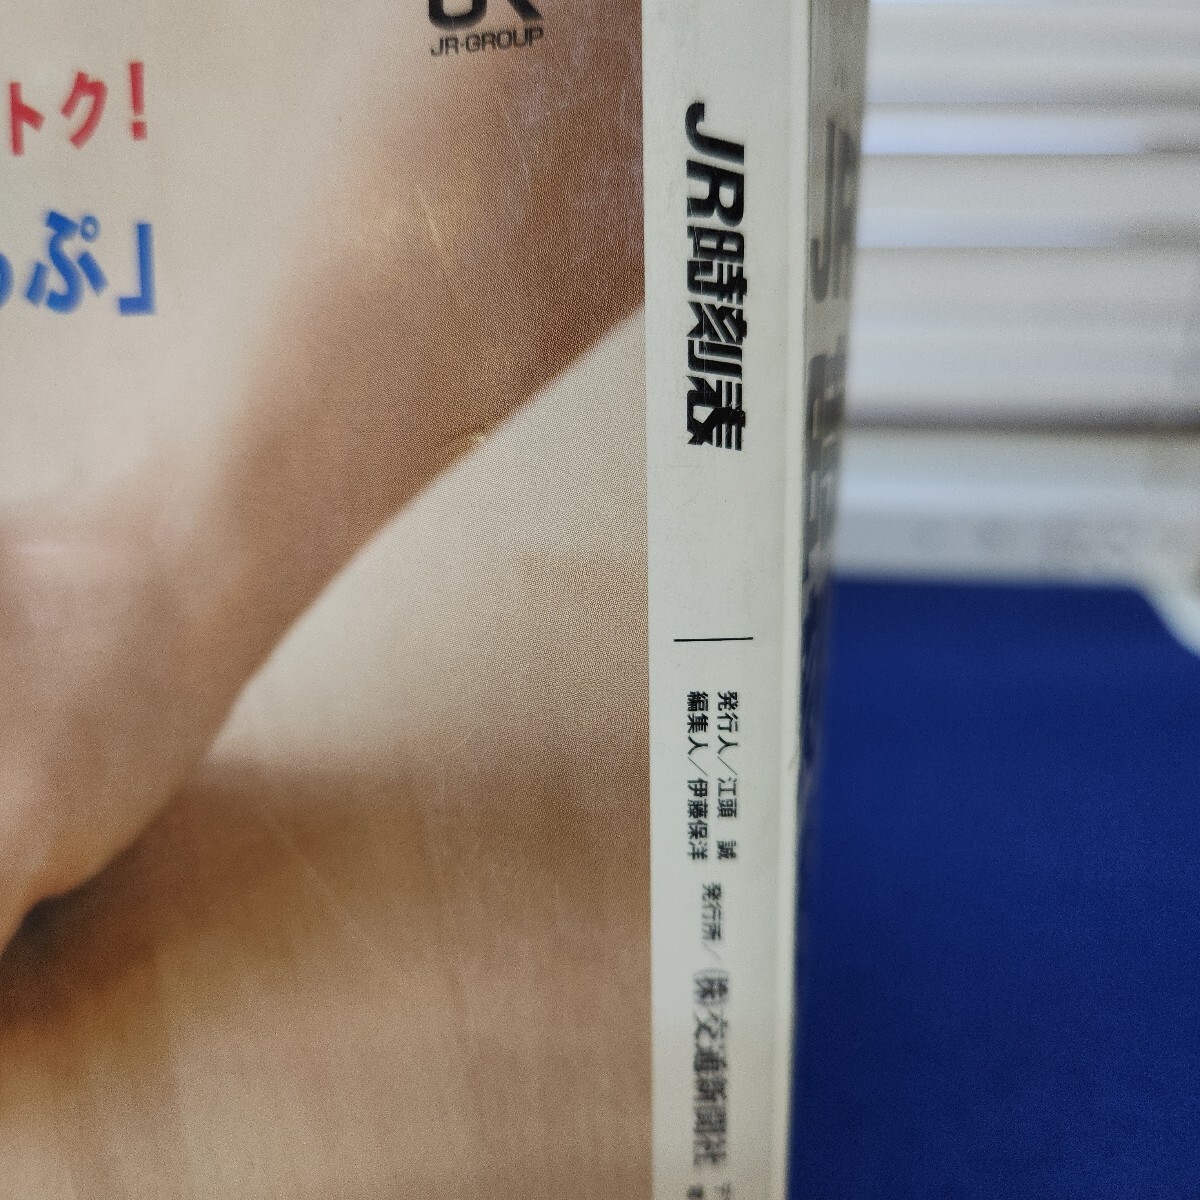 JR-GROUP
トク!
ぷ」
JR時刻表
発行人/江頭 誠
編集人/伊藤保洋
発行所/(株)交通新聞社